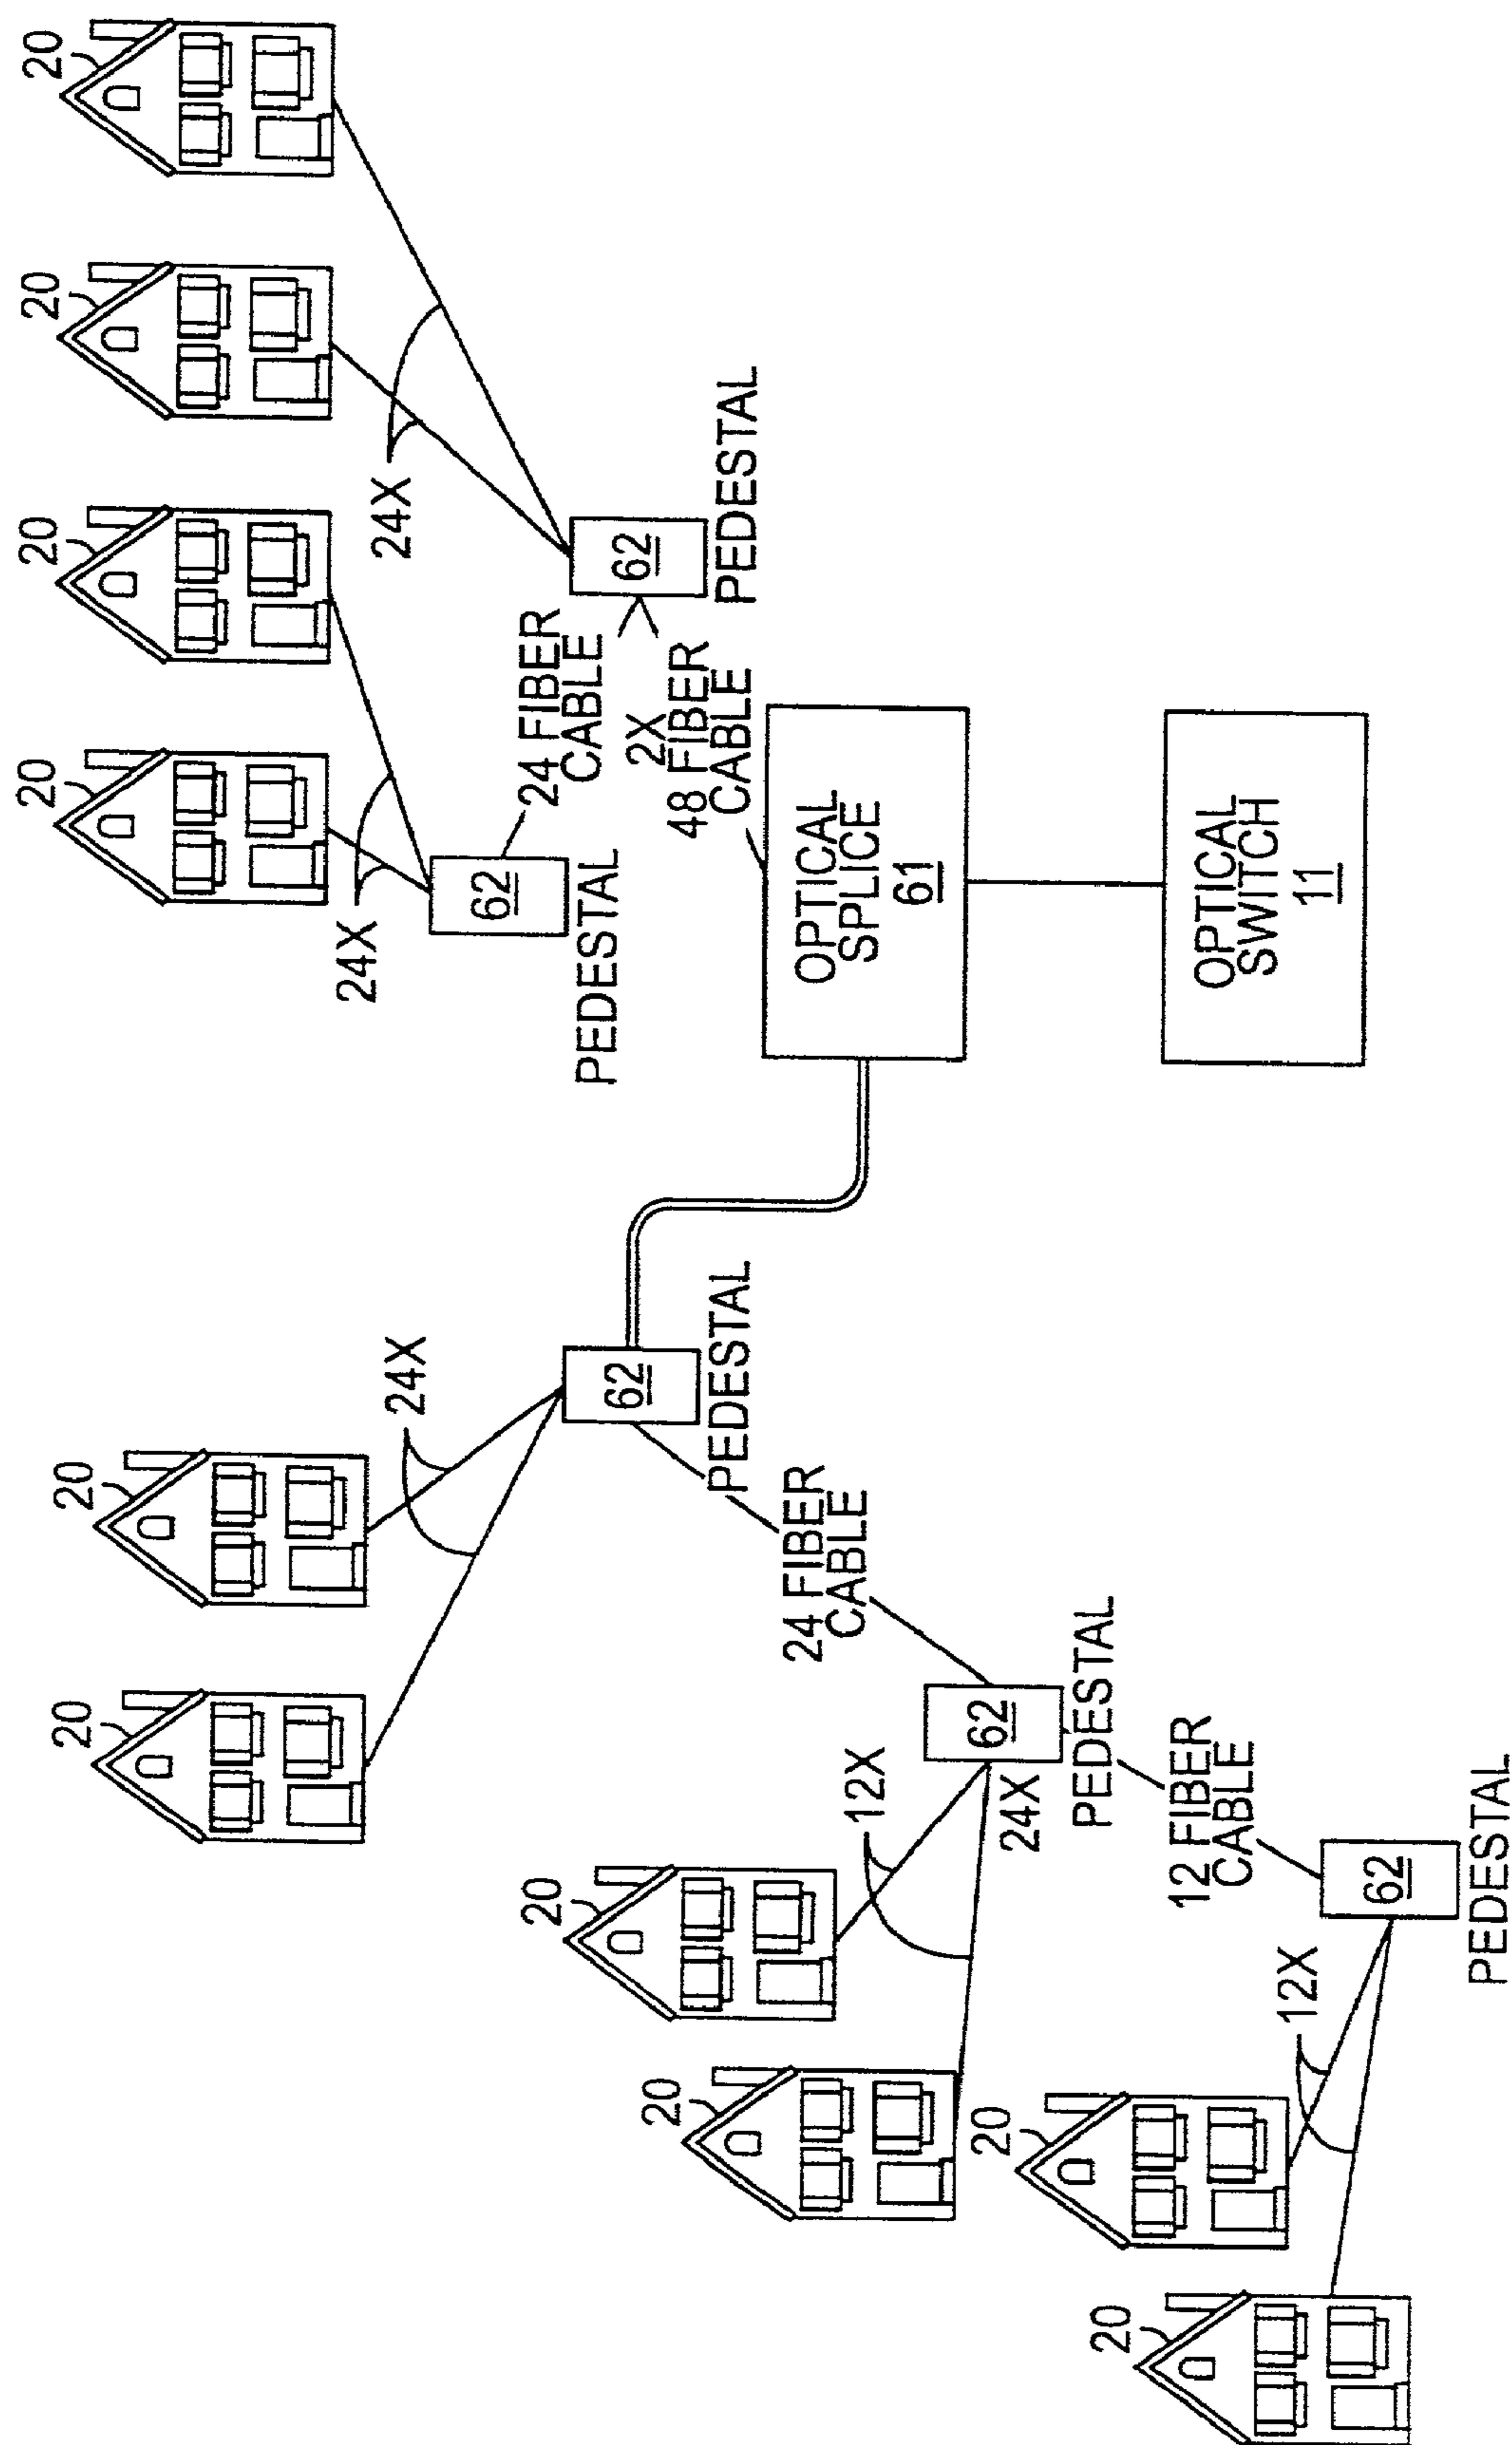 20
20
20
20
20
20
24X
24X
24X
62
PEDESTAL
24 FIBER
CABLE
62
PEDESTAL
62
PEDESTAL
2X
48 FIBER
CABLE
20
20
24 FIBER
CABLE
OPTICAL
SPLICE
61
12X
62
24X
PEDESTAL
20
20
12 FIBER
CABLE
OPTICAL
SWITCH
11
12X
62
PEDESTAL